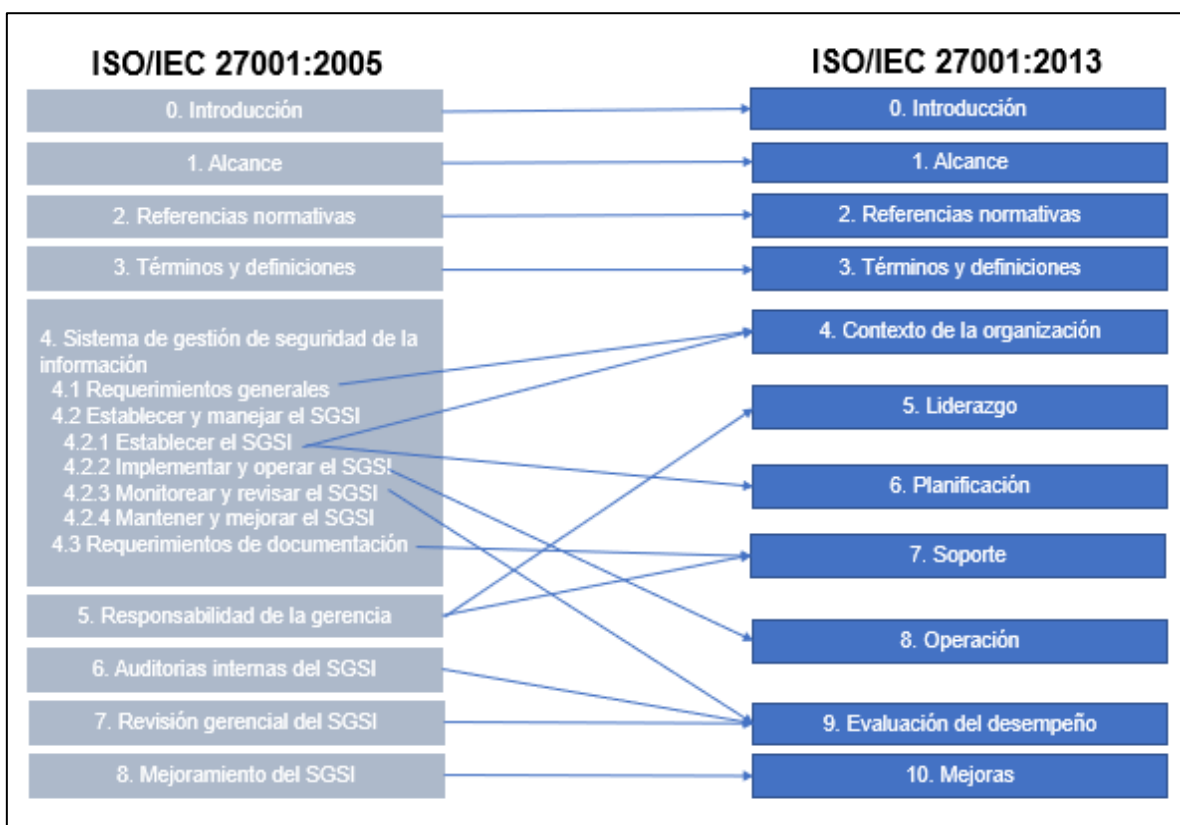 ISO/IEC 27001:2005
0. Introducción
1. Alcance
2. Referencias normativas
3. Términos y definiciones
4. Sistema de gestión de seguridad de la
información
4.1 Requerimientos generales
4.2 Establecer y manejar el SGSI
4.2.1 Establecer el SGSI
4.2.2 Implementar y operar el SGSI
4.2.3 Monitorear y revisar el SGSI
4.2.4 Mantener y mejorar el SGSI
4.3 Requerimientos de documentación
5. Responsabilidad de la gerencia
6. Auditorias internas del SGSI
7. Revisión gerencial del SGSI
8. Mejoramiento del SGSI
ISO/IEC 27001:2013
0. Introducción
1. Alcance
2. Referencias normativas
3. Términos y definiciones
4. Contexto de la organización
5. Liderazgo
6. Planificación
7. Soporte
8. Operación
9. Evaluación del desempeño
10. Mejoras